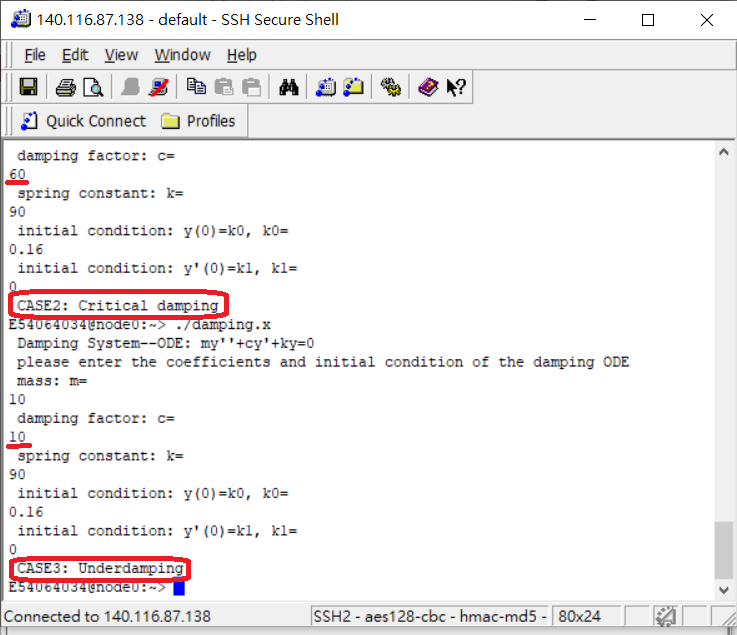 140.116.87.138 - default - SSH Secure Shell
File Edit View Window Help
Quick Connect Profiles
damping factor: c=
60
spring constant: k=
90
initial condition: y(0)=k0, k0=
0.16
initial condition: y'(0)=k1, k1=
0
CASE2: Critical damping
E54064034@node0:~> ./damping.x
Damping System--ODE: my''+cy'+ky=0
please enter the coefficients and initial condition of the damping ODE
mass: m=
10
damping factor: c=
10
spring constant: k=
90
initial condition: y(0)=k0, k0=
0.16
initial condition: y'(0)=k1, k1=
0
CASE3: Underdamping
E54064034@node0:~>
Connected to 140.116.87.138 SSH2 - aes128-cbc - hmac-md5 - 80x24